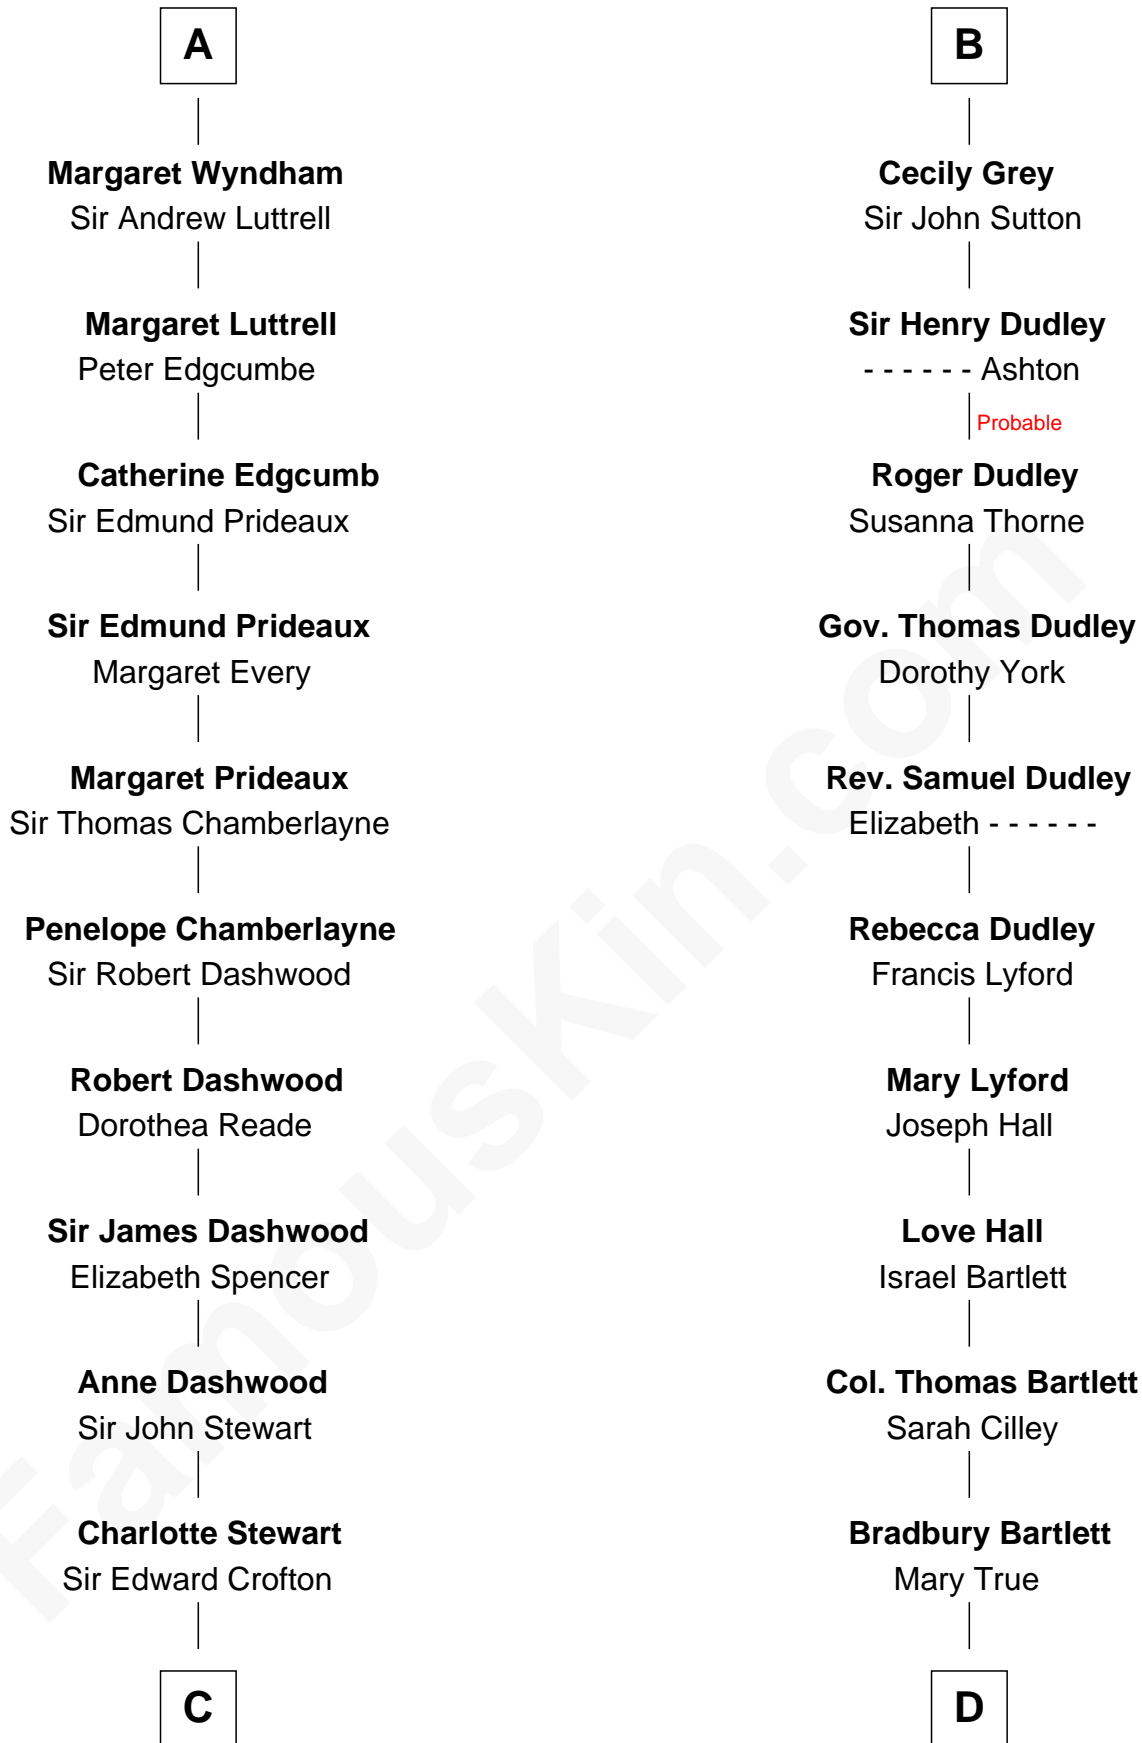 A
Margaret Wyndham
Sir Andrew Luttrell
Margaret Luttrell
Peter Edgcumbe
Catherine Edgcumb
Sir Edmund Prideaux
Sir Edmund Prideaux
Margaret Every
Margaret Prideaux
Sir Thomas Chamberlayne
Penelope Chamberlayne
Sir Robert Dashwood
Robert Dashwood
Dorothea Reade
Sir James Dashwood
Elizabeth Spencer
Anne Dashwood
Sir John Stewart
Charlotte Stewart
Sir Edward Crofton
C
B
Cecily Grey
Sir John Sutton
Sir Henry Dudley
- - - - - - Ashton
Probable
Roger Dudley
Susanna Thorne
Gov. Thomas Dudley
Dorothy York
Rev. Samuel Dudley
Elizabeth - - - - - -
Rebecca Dudley
Francis Lyford
Mary Lyford
Joseph Hall
Love Hall
Israel Bartlett
Col. Thomas Bartlett
Sarah Cilley
Bradbury Bartlett
Mary True
D
FamousKin.com